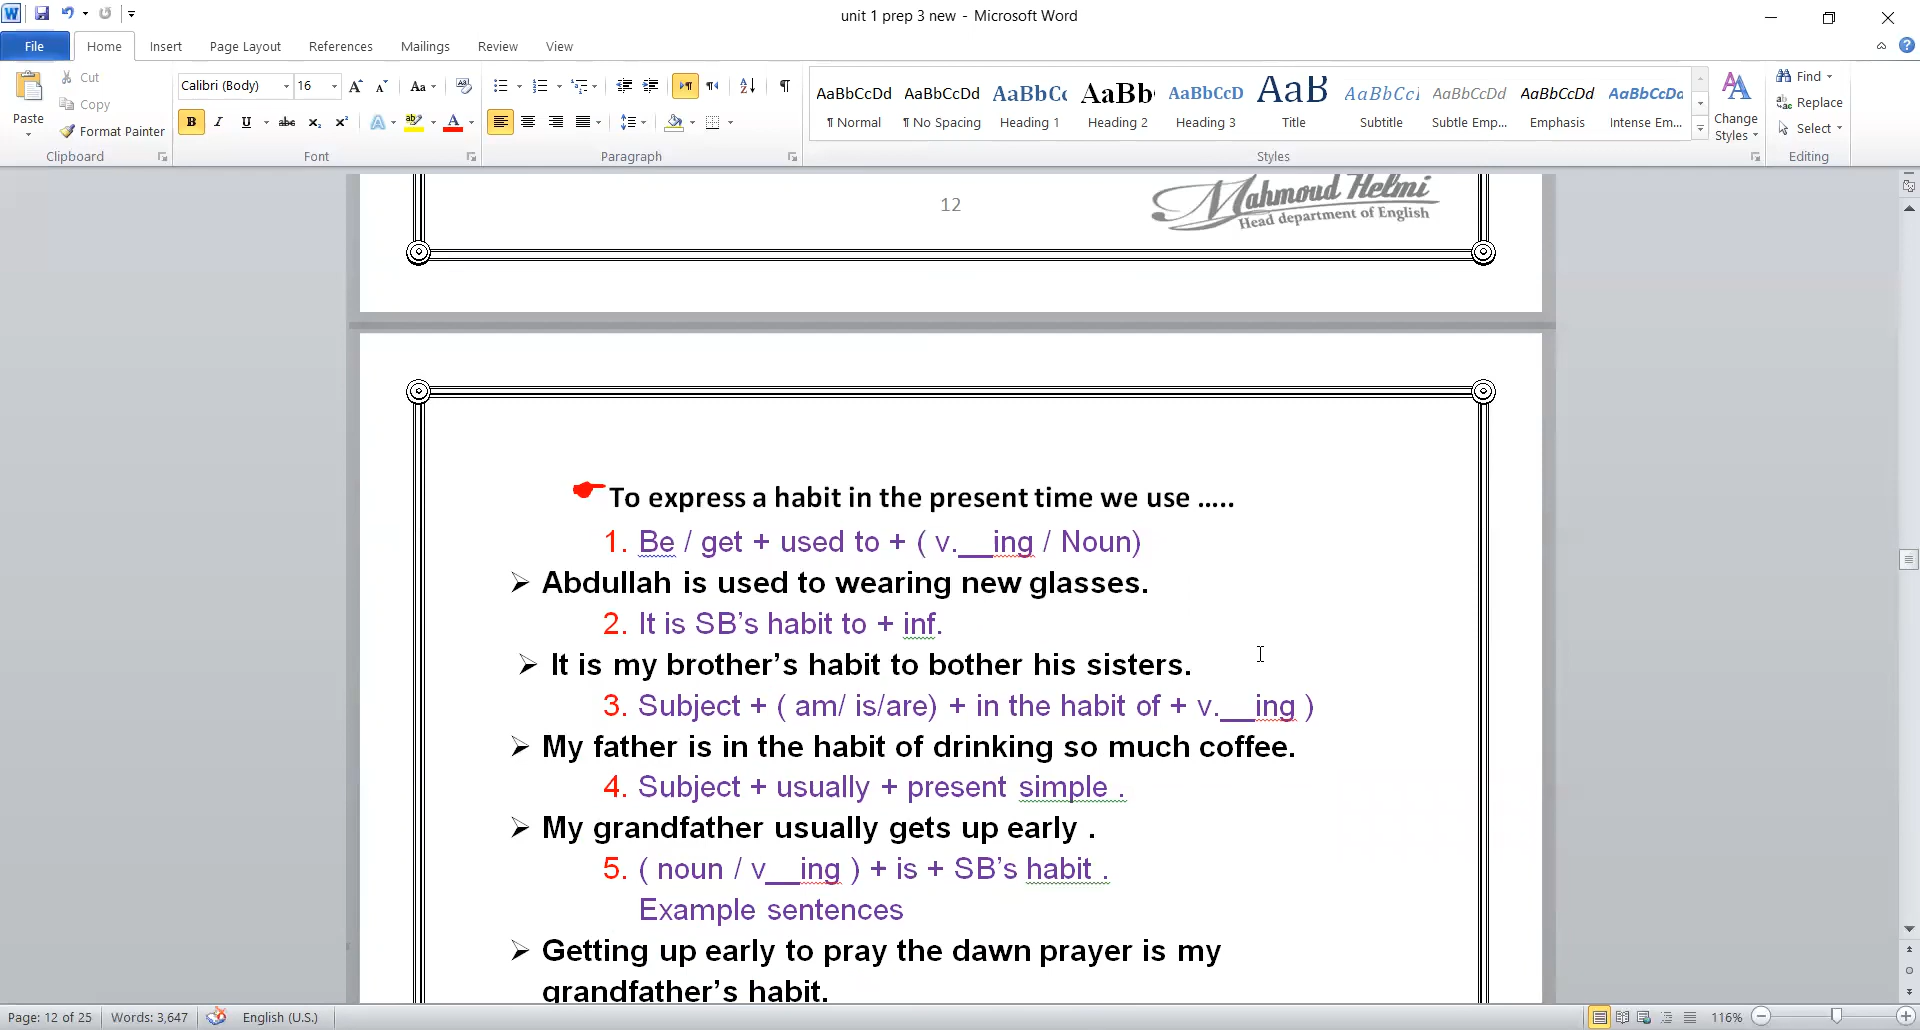 unit 1 prep 3 new - Microsoft Word
File Home Insert Page Layout References Mailings Review View
Cut
Copy
Paste
Format Painter
Calibri (Body) 16
AaBbCcDd AaBbCcDd AaBbCc AaBb AaBbCcD AaB AaBbCcI AaBbCcDd AaBbCcDd AaBbCcDd
¶ Normal ¶ No Spacing Heading 1 Heading 2 Heading 3 Title Subtitle Subtle Emp... Emphasis Intense Em...
Change
Styles
Find
Replace
Select
Clipboard Font Paragraph Styles Editing
12
Mahmoud Helmi
Head department of English
To express a habit in the present time we use .....
1. Be / get + used to + ( v.__ing / Noun)
➢ Abdullah is used to wearing new glasses.
2. It is SB’s habit to + inf.
➢ It is my brother’s habit to bother his sisters.
3. Subject + ( am/ is/are) + in the habit of + v.__ing )
➢ My father is in the habit of drinking so much coffee.
4. Subject + usually + present simple .
➢ My grandfather usually gets up early .
5. ( noun / v__ing ) + is + SB’s habit .
Example sentences
➢ Getting up early to pray the dawn prayer is my
grandfather’s habit.
Page: 12 of 25 Words: 3,647 English (U.S.) 116%